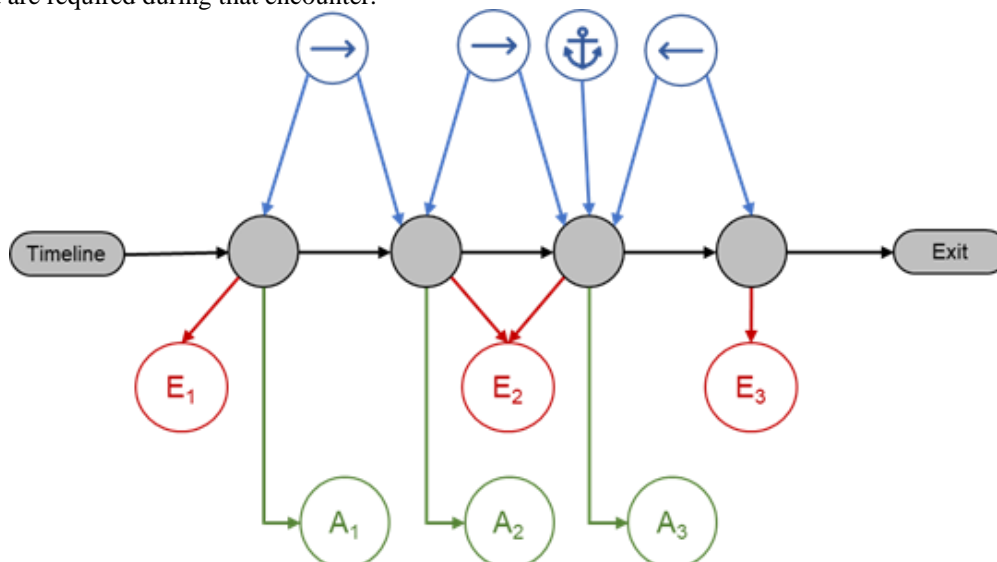 are required during that encounter.
Timeline
Exit
E1
E2
E3
A1
A2
A3